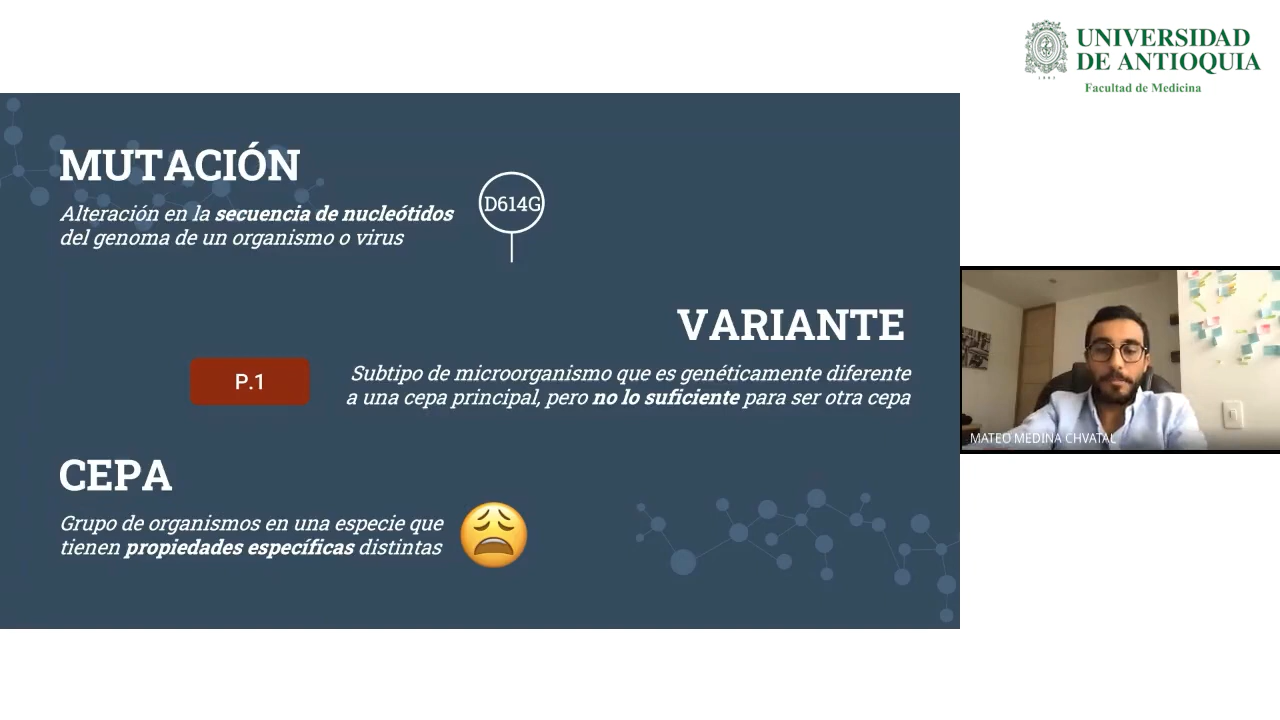 UNIVERSIDAD
DE ANTIOQUIA
1803
Facultad de Medicina
MUTACIÓN
Alteración en la secuencia de nucleótidos
del genoma de un organismo o virus
D614G
VARIANTE
P.1
Subtipo de microorganismo que es genéticamente diferente
a una cepa principal, pero no lo suficiente para ser otra cepa
CEPA
Grupo de organismos en una especie que
tienen propiedades específicas distintas
MATEO MEDINA CHVATAL